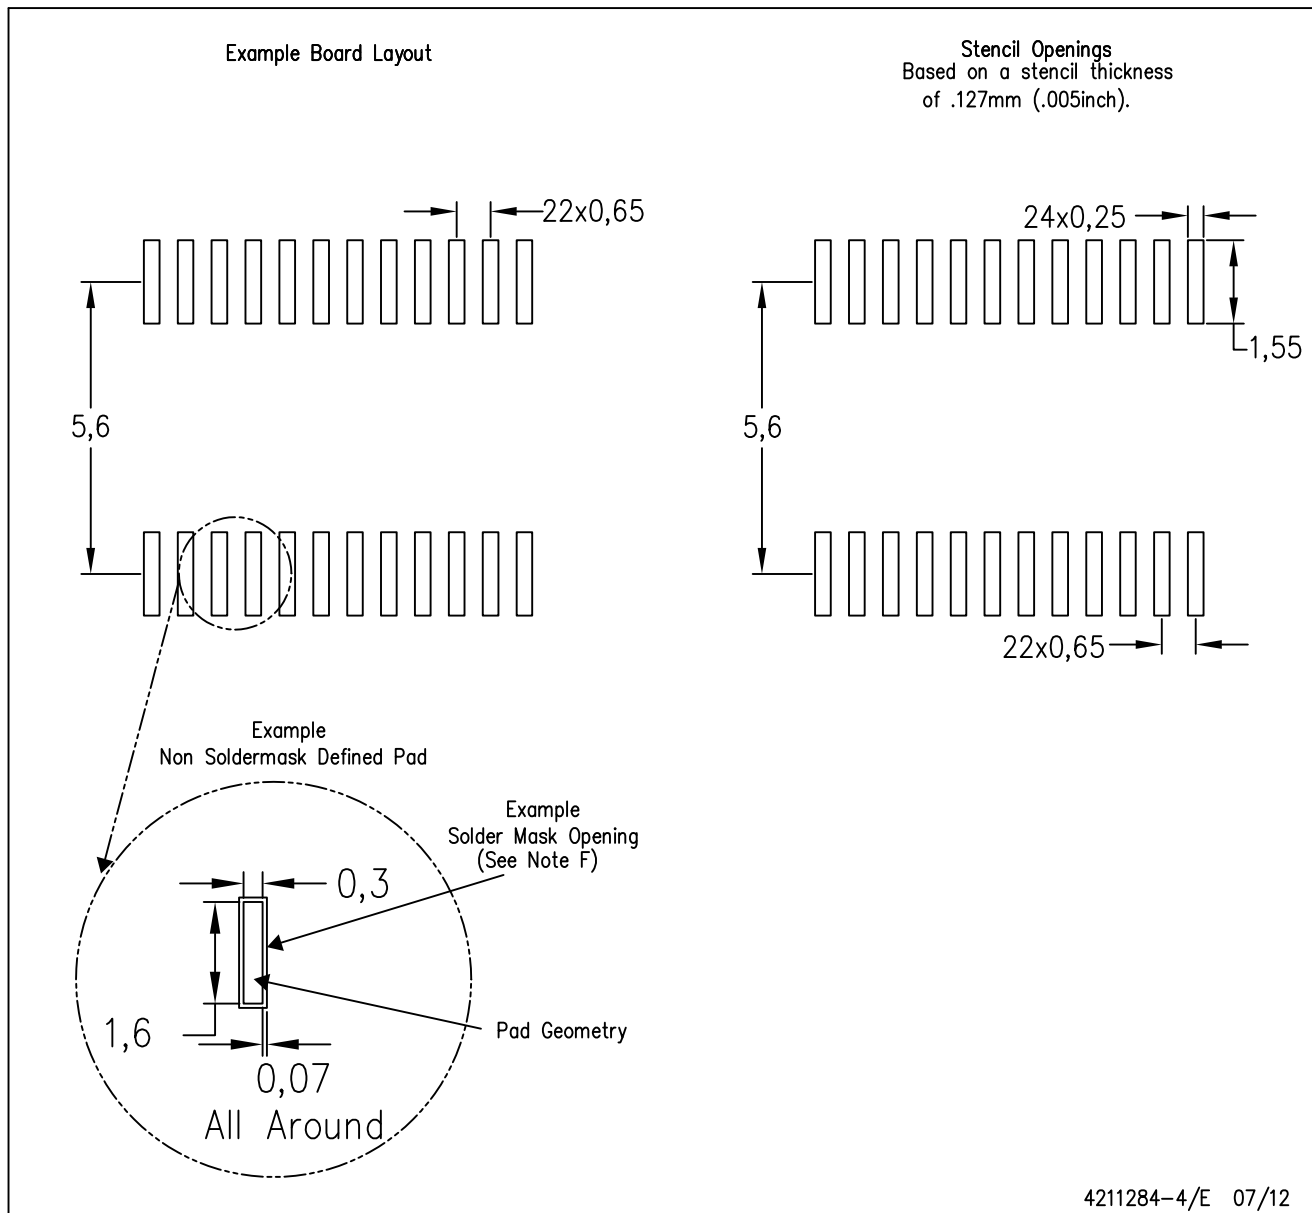 Example Board Layout
Stencil Openings
Based on a stencil thickness
of .127mm (.005inch).
22x0,65
24x0,25
1,55
5,6
5,6
22x0,65
Example
Non Soldermask Defined Pad
Example
Solder Mask Opening
(See Note F)
0,3
1,6
Pad Geometry
0,07
All Around
4211284-4/E 07/12